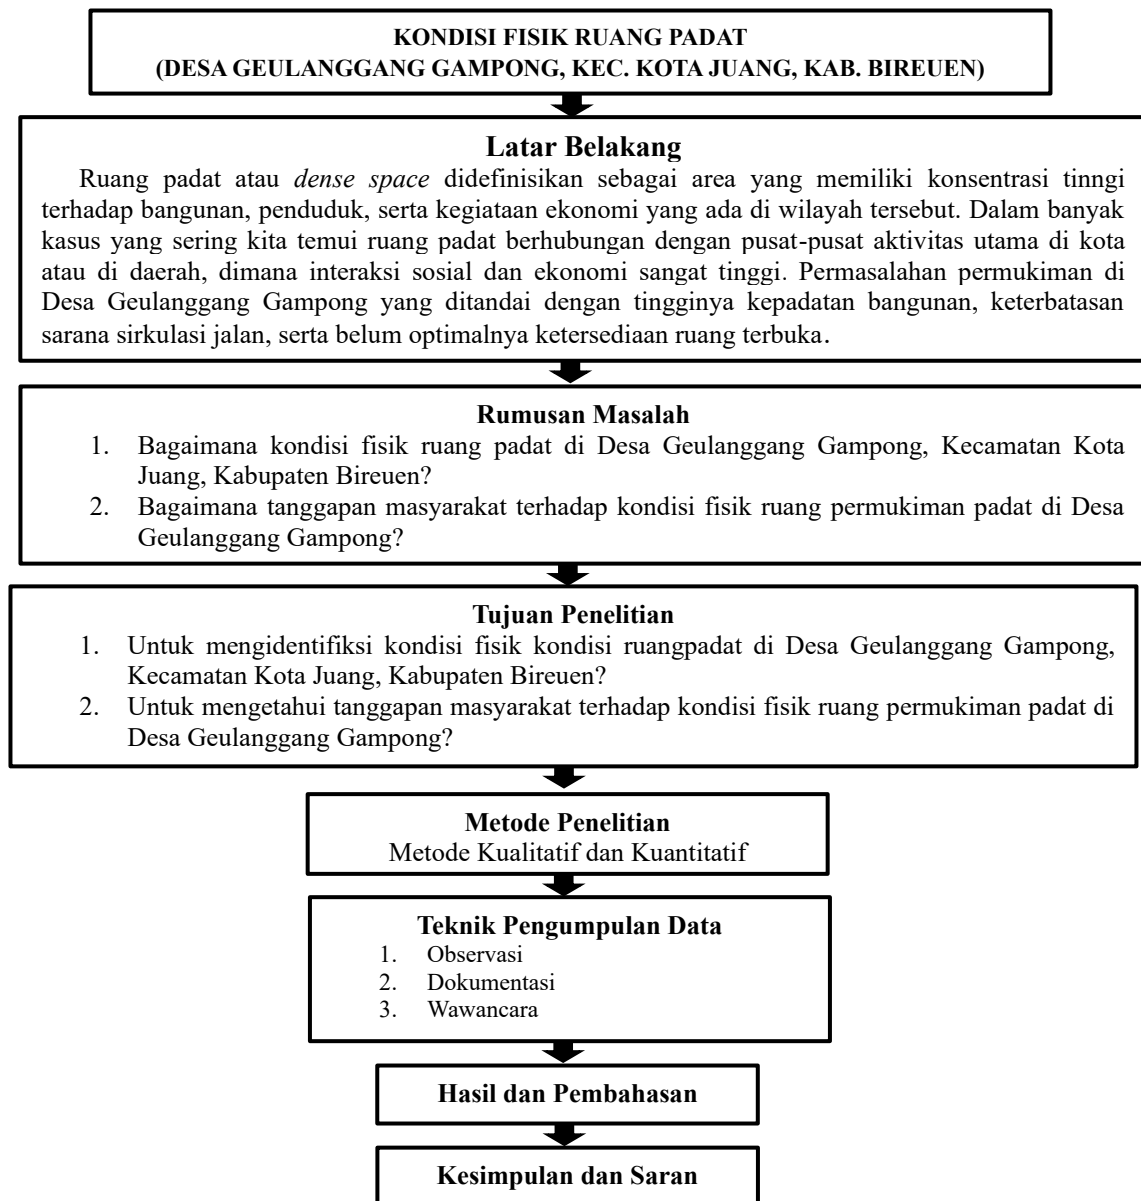 KONDISI FISIK RUANG PADAT
(DESA GEULANGGANG GAMPONG, KEC. KOTA JUANG, KAB. BIREUEN)
Latar Belakang
Ruang padat atau dense space didefinisikan sebagai area yang memiliki konsentrasi tinngi
terhadap bangunan, penduduk, serta kegiataan ekonomi yang ada di wilayah tersebut. Dalam banyak
kasus yang sering kita temui ruang padat berhubungan dengan pusat-pusat aktivitas utama di kota
atau di daerah, dimana interaksi sosial dan ekonomi sangat tinggi. Permasalahan permukiman di
Desa Geulanggang Gampong yang ditandai dengan tingginya kepadatan bangunan, keterbatasan
sarana sirkulasi jalan, serta belum optimalnya ketersediaan ruang terbuka.
Rumusan Masalah
1. Bagaimana kondisi fisik ruang padat di Desa Geulanggang Gampong, Kecamatan Kota
Juang, Kabupaten Bireuen?
2. Bagaimana tanggapan masyarakat terhadap kondisi fisik ruang permukiman padat di Desa
Geulanggang Gampong?
Tujuan Penelitian
1. Untuk mengidentifiksi kondisi fisik kondisi ruangpadat di Desa Geulanggang Gampong,
Kecamatan Kota Juang, Kabupaten Bireuen?
2. Untuk mengetahui tanggapan masyarakat terhadap kondisi fisik ruang permukiman padat di
Desa Geulanggang Gampong?
Metode Penelitian
Metode Kualitatif dan Kuantitatif
Teknik Pengumpulan Data
1. Observasi
2. Dokumentasi
3. Wawancara
Hasil dan Pembahasan
Kesimpulan dan Saran